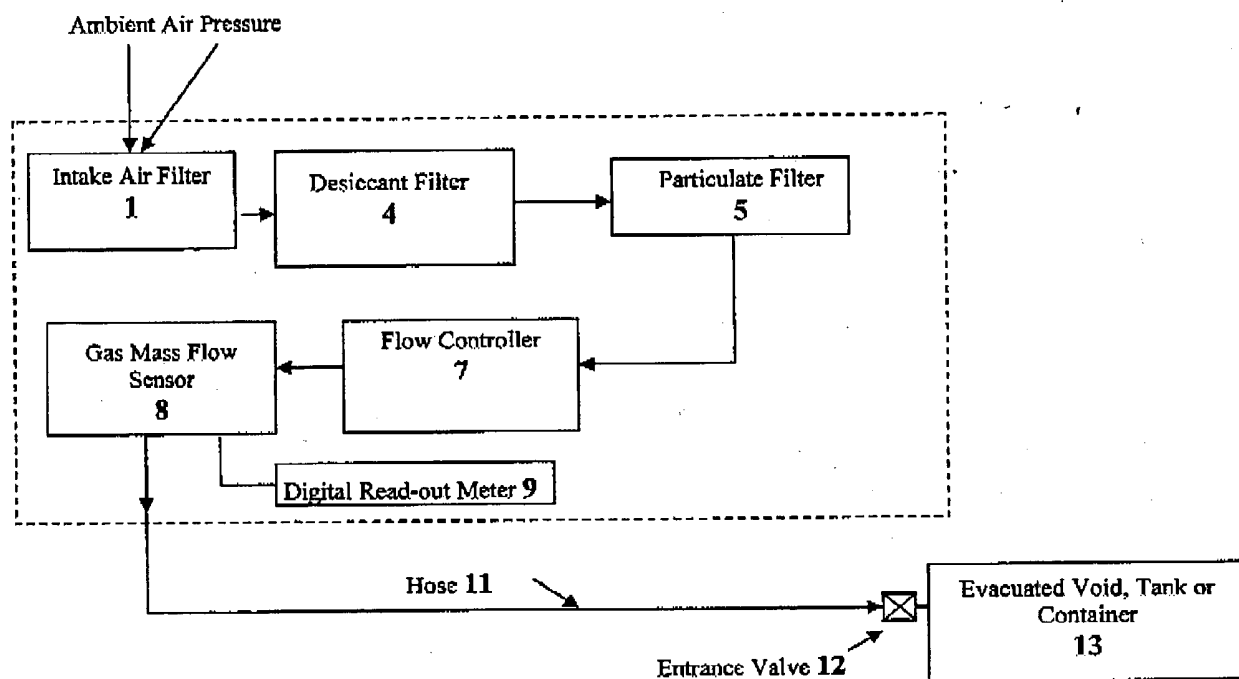 Ambient Air Pressure
Intake Air Filter
1
Desiccant Filter
4
Particulate Filter
5
Gas Mass Flow
Sensor
8
Flow Controller
7
Digital Read-out Meter 9
Hose 11
Entrance Valve 12
Evacuated Void, Tank or
Container
13